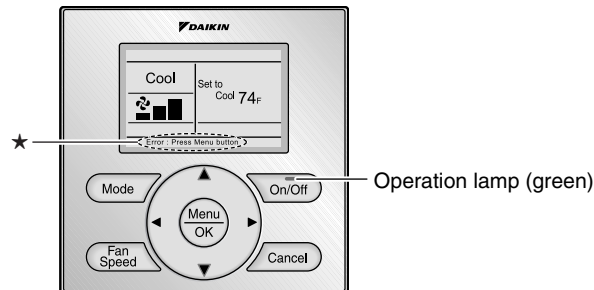 DAIKIN
Cool
Set to
Cool 74F
★
Error : Press Menu button
Mode
On/Off
Operation lamp (green)
Menu
OK
Fan
Speed
Cancel